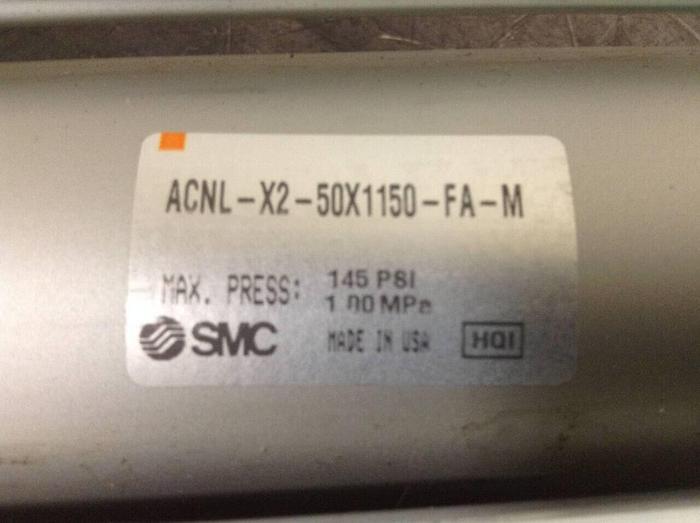 ACNL-X2-50X1150-FA-M
MAX. PRESS: 145 PSI
1.00 MPa
SMC MADE IN USA HQI